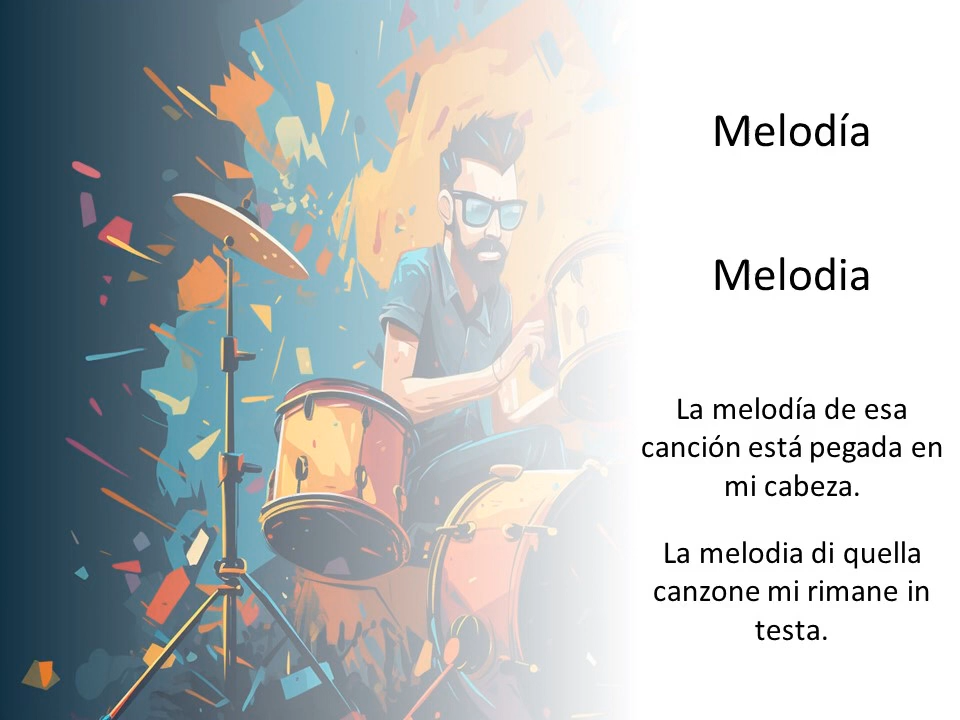 Melodía
Melodia
La melodía de esa
canción está pegada en
mi cabeza.
La melodia di quella
canzone mi rimane in
testa.